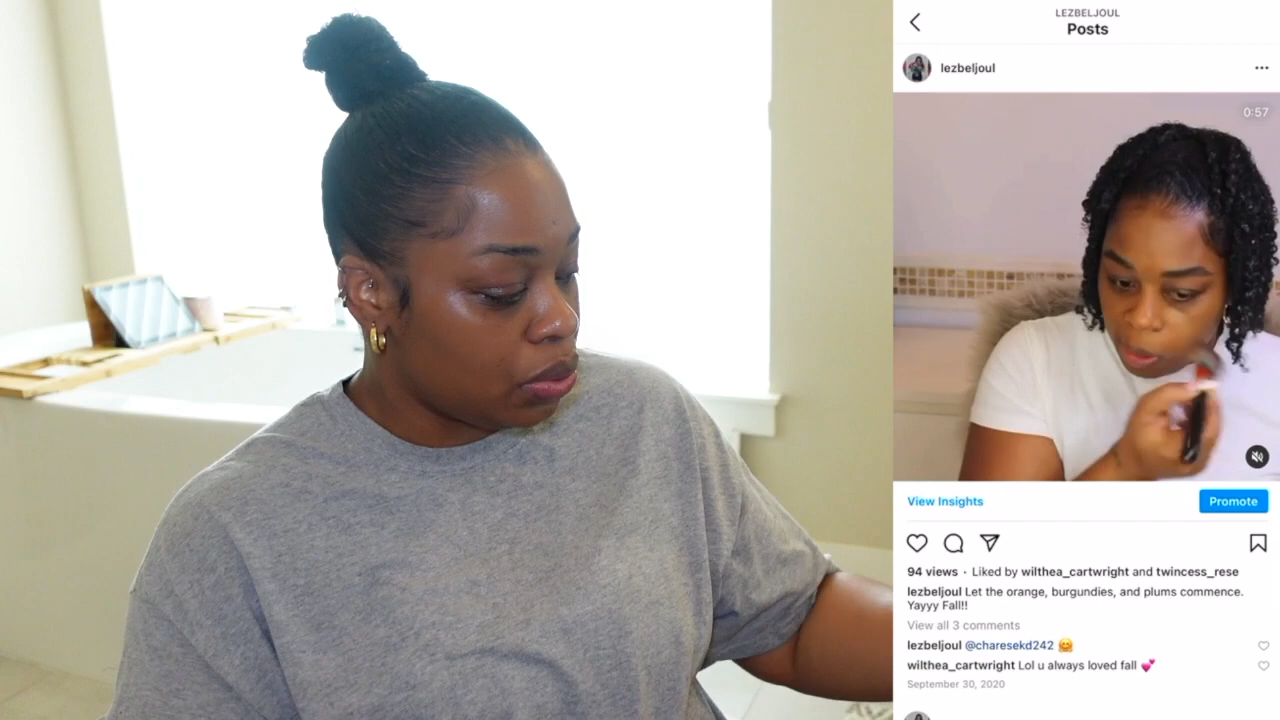 LEZBELJOUL
Posts
lezbeljoul
0:57
View Insights
Promote
94 views · Liked by wilthea_cartwright and twincess_rese
lezbeljoul Let the orange, burgundies, and plums commence.
Yayyy Fall!!
View all 3 comments
lezbeljoul @charesekd242 🤗
wilthea_cartwright Lol u always loved fall 💞
September 30, 2020